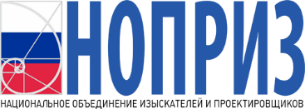 НОПРИЗ
НАЦИОНАЛЬНОЕ ОБЪЕДИНЕНИЕ ИЗЫСКАТЕЛЕЙ И ПРОЕКТИРОВЩИКОВ